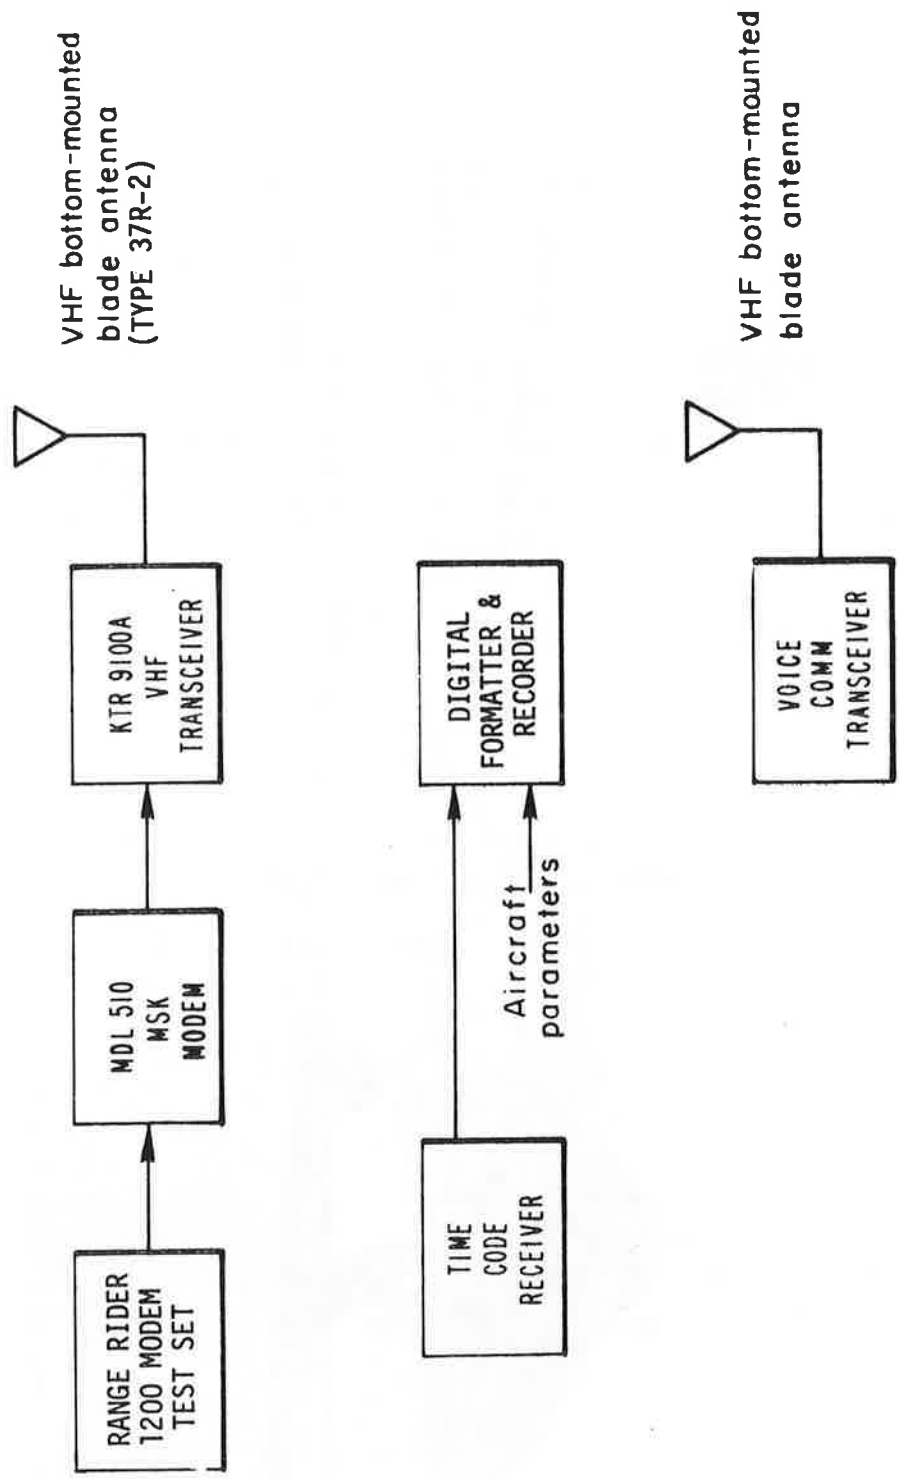 VHF bottom-mounted
blade antenna
(TYPE 37R-2)
RANGE RIDER
1200 MODEM
TEST SET
MDL 510
MSK
MODEM
KTR 9100A
VHF
TRANSCEIVER
TIME
CODE
RECEIVER
Aircraft
parameters
DIGITAL
FORMATTER &
RECORDER
VOICE
COMM
TRANSCEIVER
VHF bottom-mounted
blade antenna